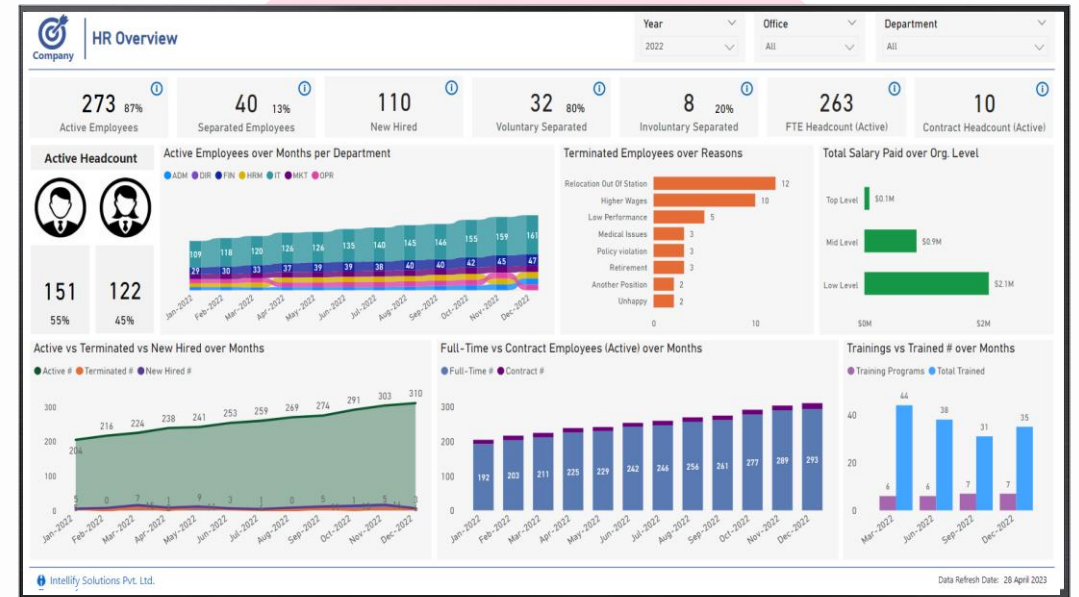 Company
HR Overview
Year
2022
Office
All
Department
All
273 87%
Active Employees
40 13%
Separated Employees
110
New Hired
32 80%
Voluntary Separated
8 20%
Involuntary Separated
263
FTE Headcount (Active)
10
Contract Headcount (Active)
Active Headcount
151
55%
122
45%
Active Employees over Months per Department
ADM DIR FIN HRM IT MKT OPR
109 118 120 126 126 135 140 145 146 155 159 161
29 30 33 37 39 39 38 40 40 42 45 47
Jan-2022 Feb-2022 Mar-2022 Apr-2022 May-2022 Jun-2022 Jul-2022 Aug-2022 Sep-2022 Oct-2022 Nov-2022 Dec-2022
Terminated Employees over Reasons
Relocation Out Of Station 12
Higher Wages 10
Low Performance 5
Medical Issues 3
Policy violation 3
Retirement 3
Another Position 2
Unhappy 2
0 10
Total Salary Paid over Org. Level
Top Level $0.1M
Mid Level $0.9M
Low Level $2.1M
$0M $2M
Active vs Terminated vs New Hired over Months
Active # Terminated # New Hired #
300
200
100
0
204 216 224 238 241 253 259 269 274 291 303 310
5 0 7 1 9 3 1 0 5 1 5 3
Jan-2022 Feb-2022 Mar-2022 Apr-2022 May-2022 Jun-2022 Jul-2022 Aug-2022 Sep-2022 Oct-2022 Nov-2022 Dec-2022
Full-Time vs Contract Employees (Active) over Months
Full-Time # Contract #
300
200
100
0
192 203 211 225 229 242 246 256 261 277 289 293
Jan-2022 Feb-2022 Mar-2022 Apr-2022 May-2022 Jun-2022 Jul-2022 Aug-2022 Sep-2022 Oct-2022 Nov-2022 Dec-2022
Trainings vs Trained # over Months
Training Programs Total Trained
40
20
0
6 44 6 38 7 31 7 35
Mar-2022 Jun-2022 Sep-2022 Dec-2022
Intellify Solutions Pvt. Ltd.
Data Refresh Date: 28 April 2023